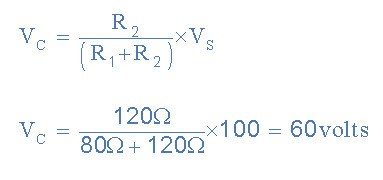 V_C = R_2 / (R_1+R_2) ×V_S
V_C = 120Ω / 80Ω + 120Ω ×100 = 60volts